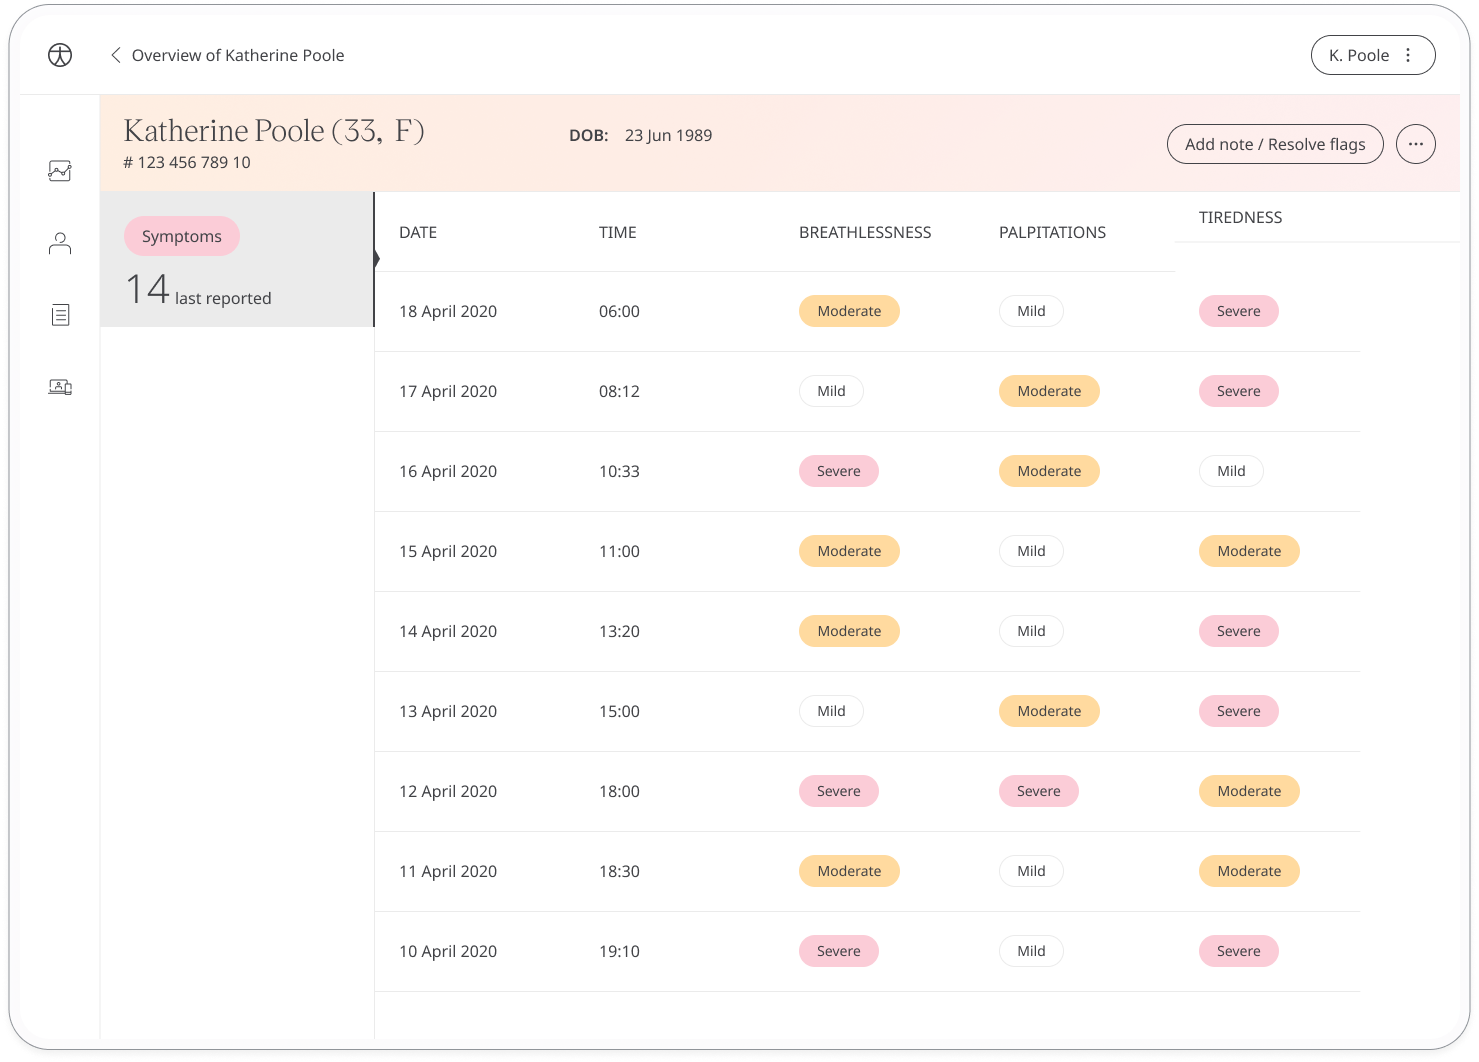 Overview of Katherine Poole
K. Poole
Katherine Poole (33, F)
DOB: 23 Jun 1989
# 123 456 789 10
Add note / Resolve flags
Symptoms
14 last reported
DATE TIME BREATHLESSNESS PALPITATIONS TIREDNESS
18 April 2020 06:00 Moderate Mild Severe
17 April 2020 08:12 Mild Moderate Severe
16 April 2020 10:33 Severe Moderate Mild
15 April 2020 11:00 Moderate Mild Moderate
14 April 2020 13:20 Moderate Mild Severe
13 April 2020 15:00 Mild Moderate Severe
12 April 2020 18:00 Severe Severe Moderate
11 April 2020 18:30 Moderate Mild Moderate
10 April 2020 19:10 Severe Mild Severe